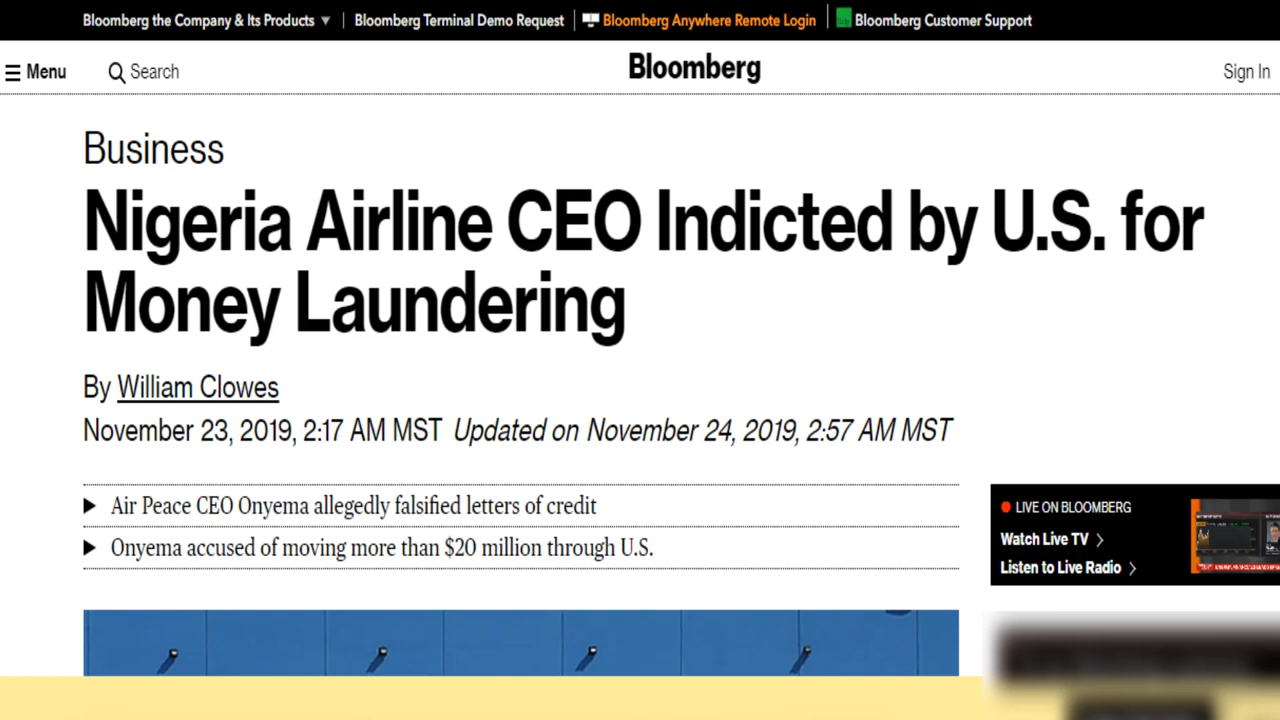 Bloomberg the Company & Its Products ▼ Bloomberg Terminal Demo Request Bloomberg Anywhere Remote Login Bloomberg Customer Support
Menu Search Bloomberg Sign In
Business
Nigeria Airline CEO Indicted by U.S. for
Money Laundering
By William Clowes
November 23, 2019, 2:17 AM MST Updated on November 24, 2019, 2:57 AM MST
Air Peace CEO Onyema allegedly falsified letters of credit
Onyema accused of moving more than $20 million through U.S.
LIVE ON BLOOMBERG
Watch Live TV
Listen to Live Radio